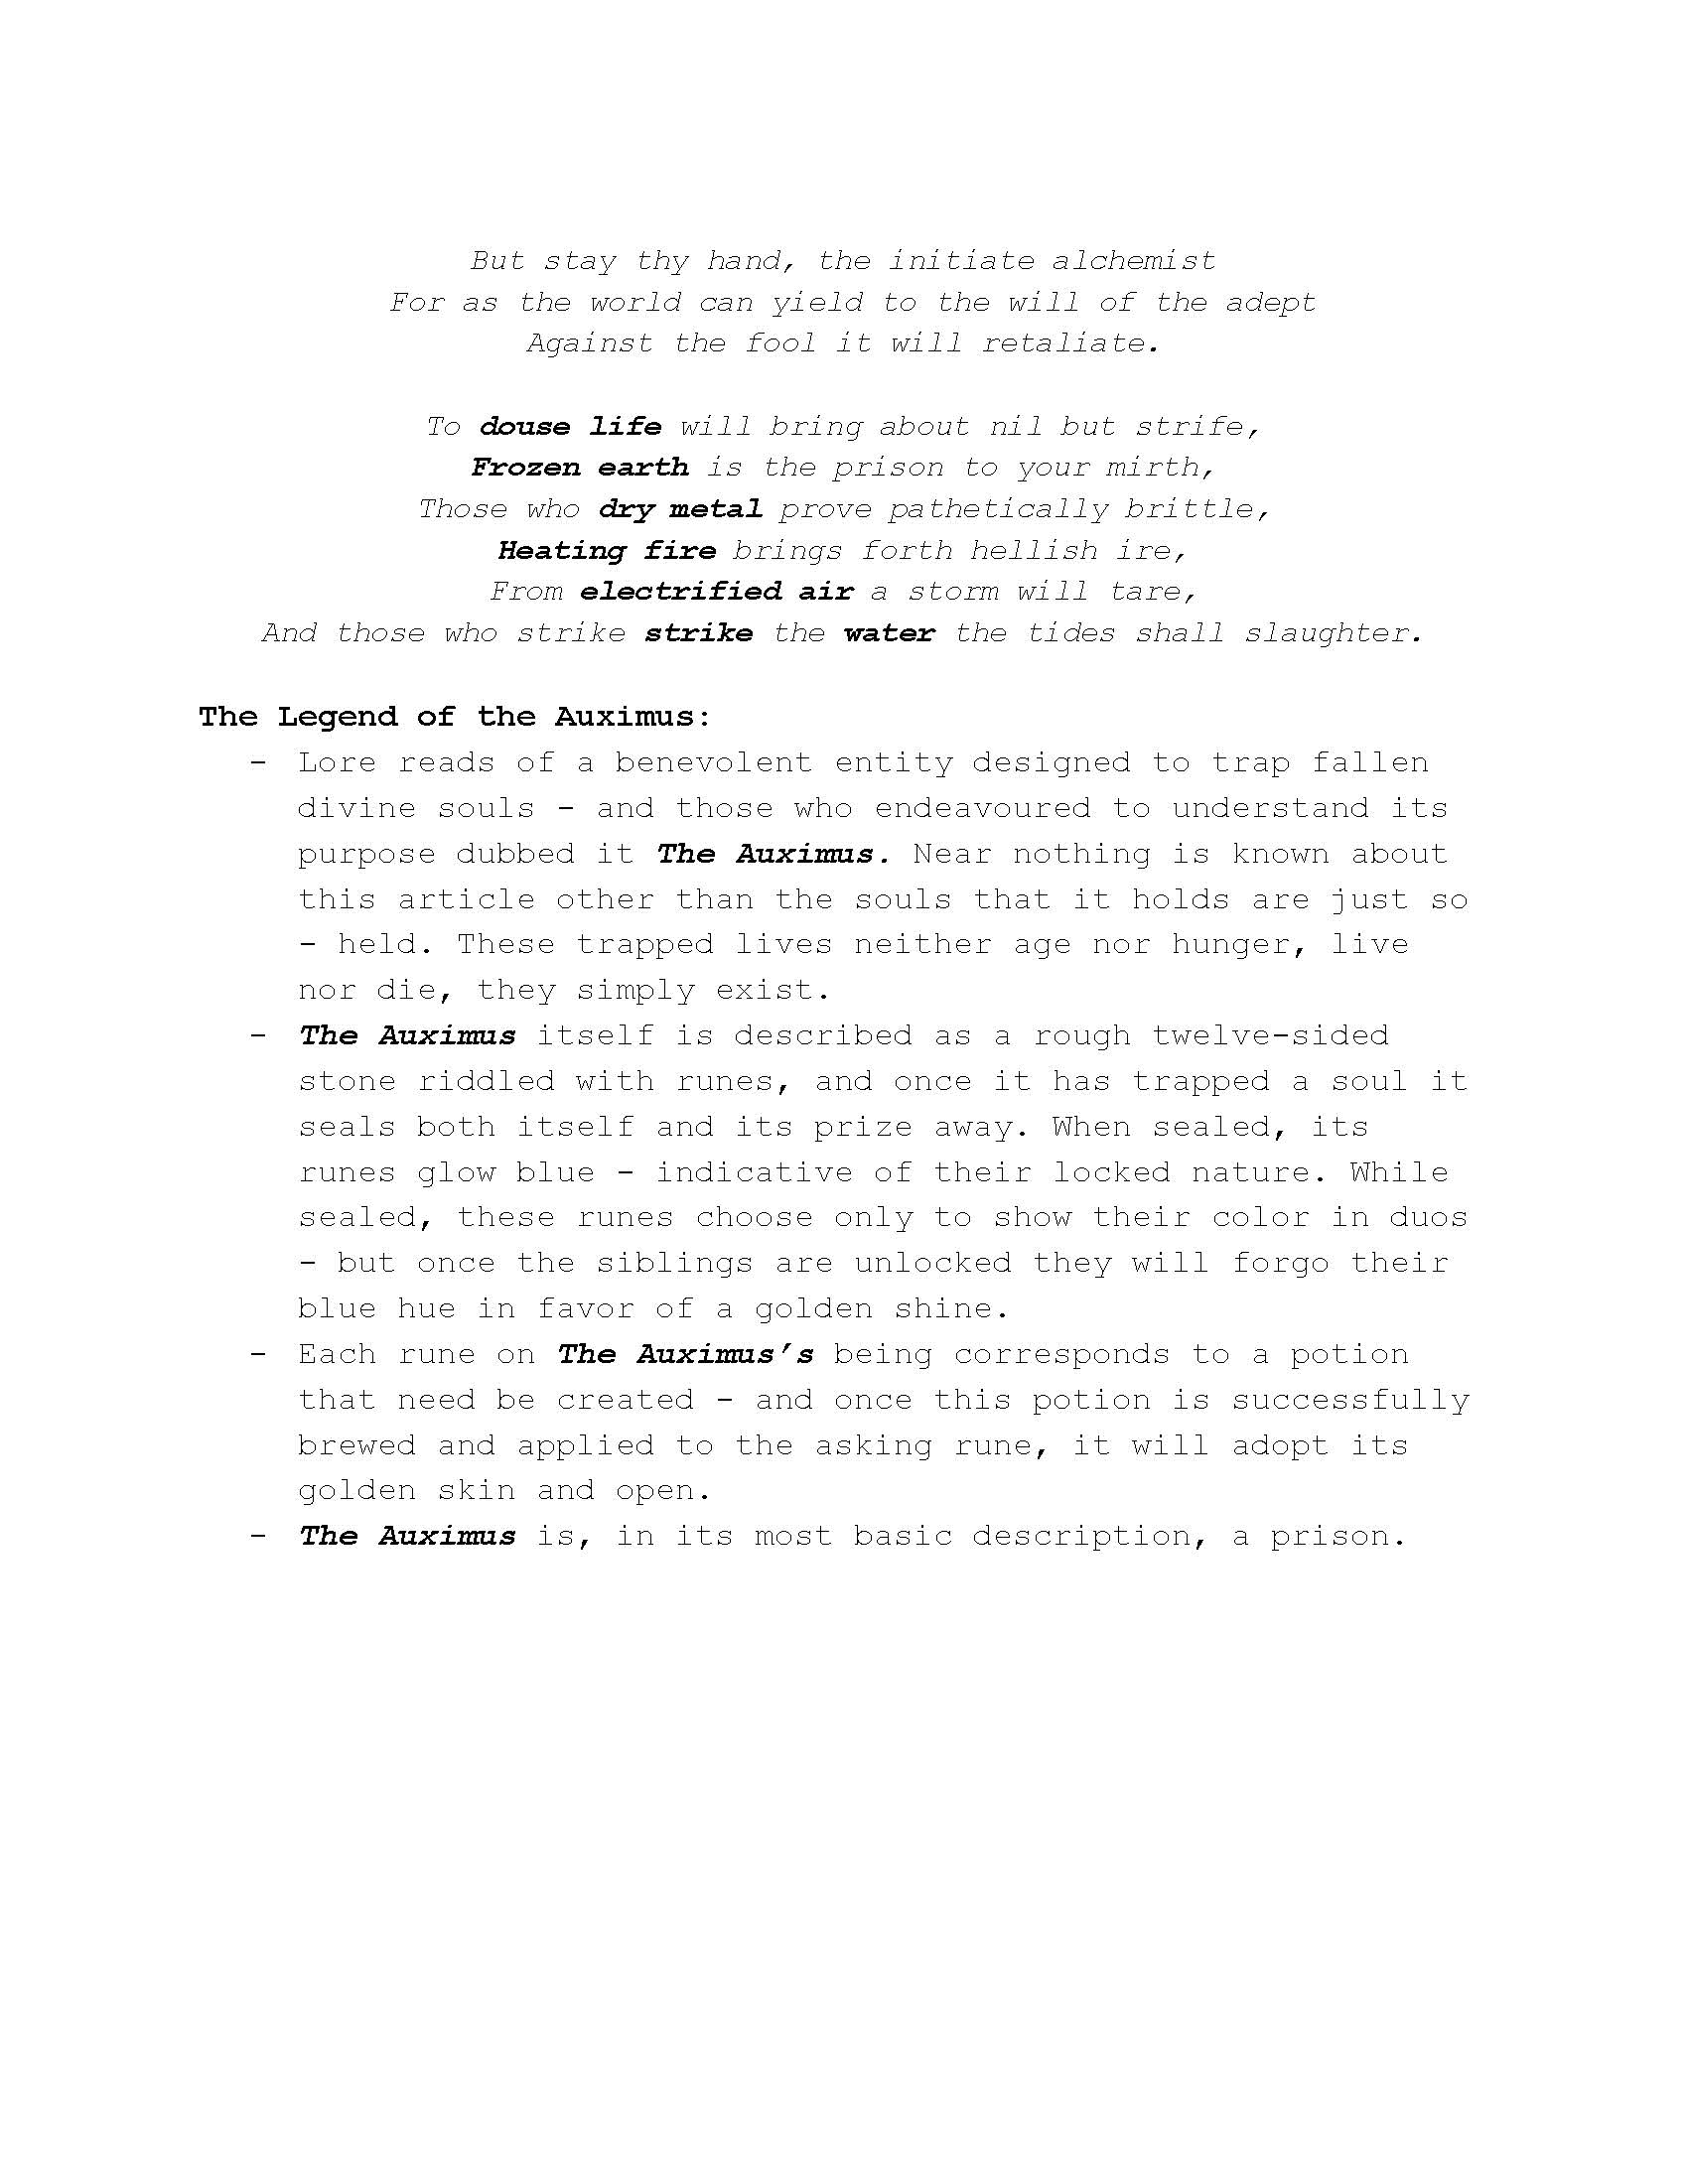 But stay thy hand, the initiate alchemist
For as the world can yield to the will of the adept
Against the fool it will retaliate.
To douse life will bring about nil but strife,
Frozen earth is the prison to your mirth,
Those who dry metal prove pathetically brittle,
Heating fire brings forth hellish ire,
From electrified air a storm will tare,
And those who strike strike the water the tides shall slaughter.
The Legend of the Auximus:
- Lore reads of a benevolent entity designed to trap fallen
divine souls - and those who endeavoured to understand its
purpose dubbed it The Auximus. Near nothing is known about
this article other than the souls that it holds are just so
- held. These trapped lives neither age nor hunger, live
nor die, they simply exist.
- The Auximus itself is described as a rough twelve-sided
stone riddled with runes, and once it has trapped a soul it
seals both itself and its prize away. When sealed, its
runes glow blue - indicative of their locked nature. While
sealed, these runes choose only to show their color in duos
- but once the siblings are unlocked they will forgo their
blue hue in favor of a golden shine.
- Each rune on The Auximus’s being corresponds to a potion
that need be created - and once this potion is successfully
brewed and applied to the asking rune, it will adopt its
golden skin and open.
- The Auximus is, in its most basic description, a prison.